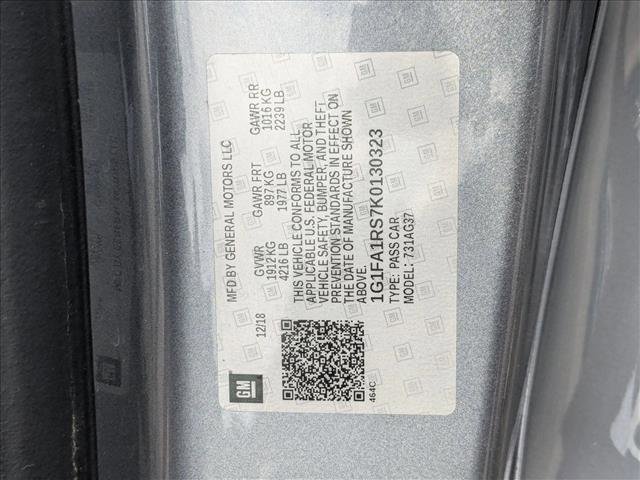 GM
12/18
MFD BY GENERAL MOTORS LLC
GVWR GAWR FRT GAWR RR
1912 KG 897 KG 1016 KG
4216 LB 1977 LB 2239 LB
THIS VEHICLE CONFORMS TO ALL
APPLICABLE U.S. FEDERAL MOTOR
VEHICLE SAFETY, BUMPER, AND THEFT
PREVENTION STANDARDS IN EFFECT ON
THE DATE OF MANUFACTURE SHOWN
ABOVE.
1G1FA1RS7K0130323
TYPE: PASS CAR
MODEL: 731AG37
464C